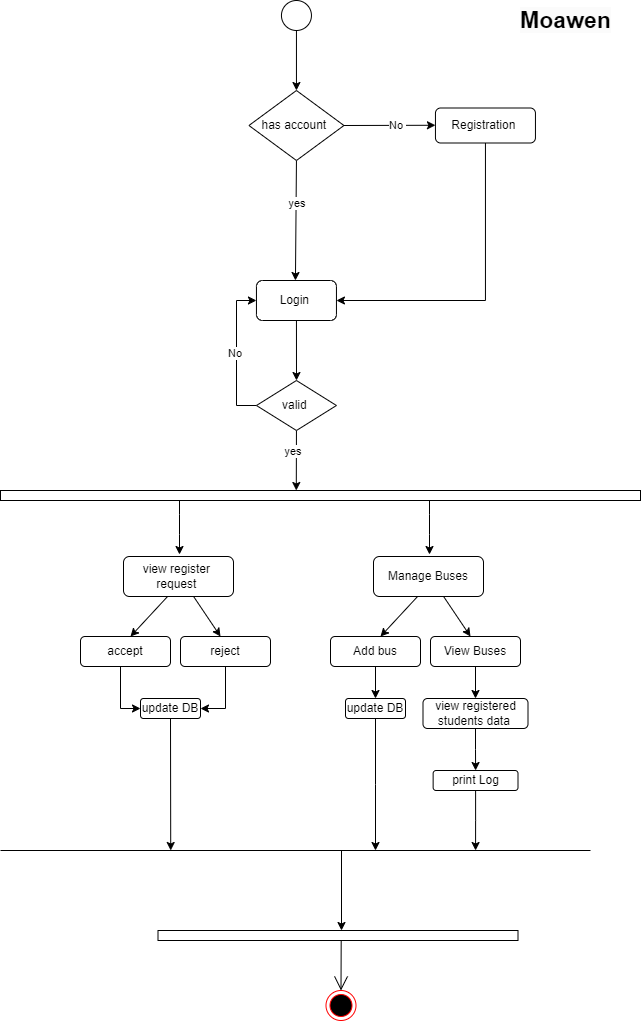 Moawen
has account
No
Registration
yes
Login
No
valid
yes
view register
request
Manage Buses
accept
reject
Add bus
View Buses
update DB
update DB
view registered
students data
print Log